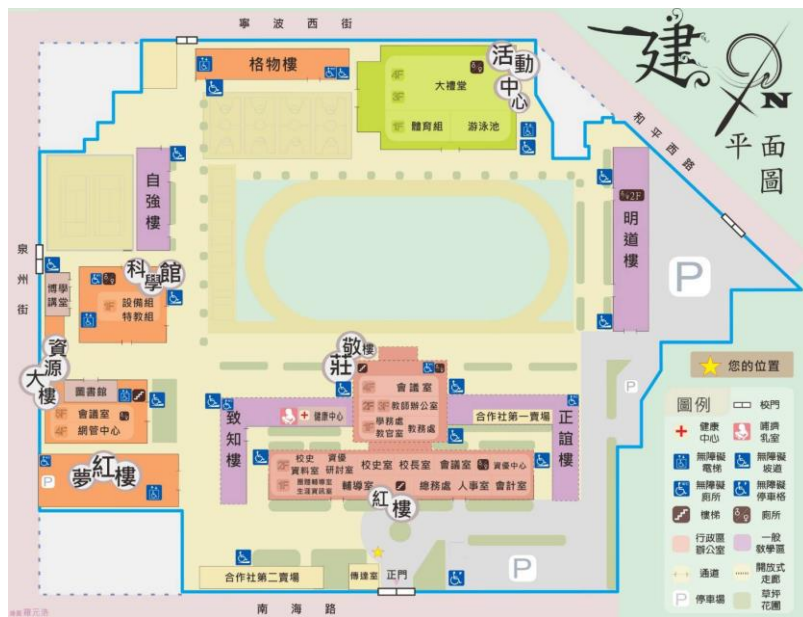 寧波西街
建中
N
平面圖
和平西路
泉州街
南海路
格物樓
活動中心
大禮堂
4F
3F
1F
體育組
游泳池
自強樓
2F
明道樓
P
科學館
設備組
特教組
博學
講堂
資源大樓
圖書館
會議室
網管中心
夢紅樓
P
敬樓
莊
會議室
教師辦公室
學務處
教官室
教務處
致知樓
健康中心
合作社第一賣場
正誼樓
校史
資料室
資優
研討室
校史室
校長室
會議室
資優中心
團體輔導室
生涯資訊室
輔導室
總務處
人事室
會計室
紅樓
合作社第二賣場
傳達室
正門
P
P
您的位置
圖例
校門
健康
中心
哺集
乳室
無障礙
電梯
無障礙
坡道
無障礙
廁所
無障礙
停車格
樓梯
廁所
行政區
辦公室
一般
教學區
通道
開放式
走廊
P
停車場
草坪
花圃